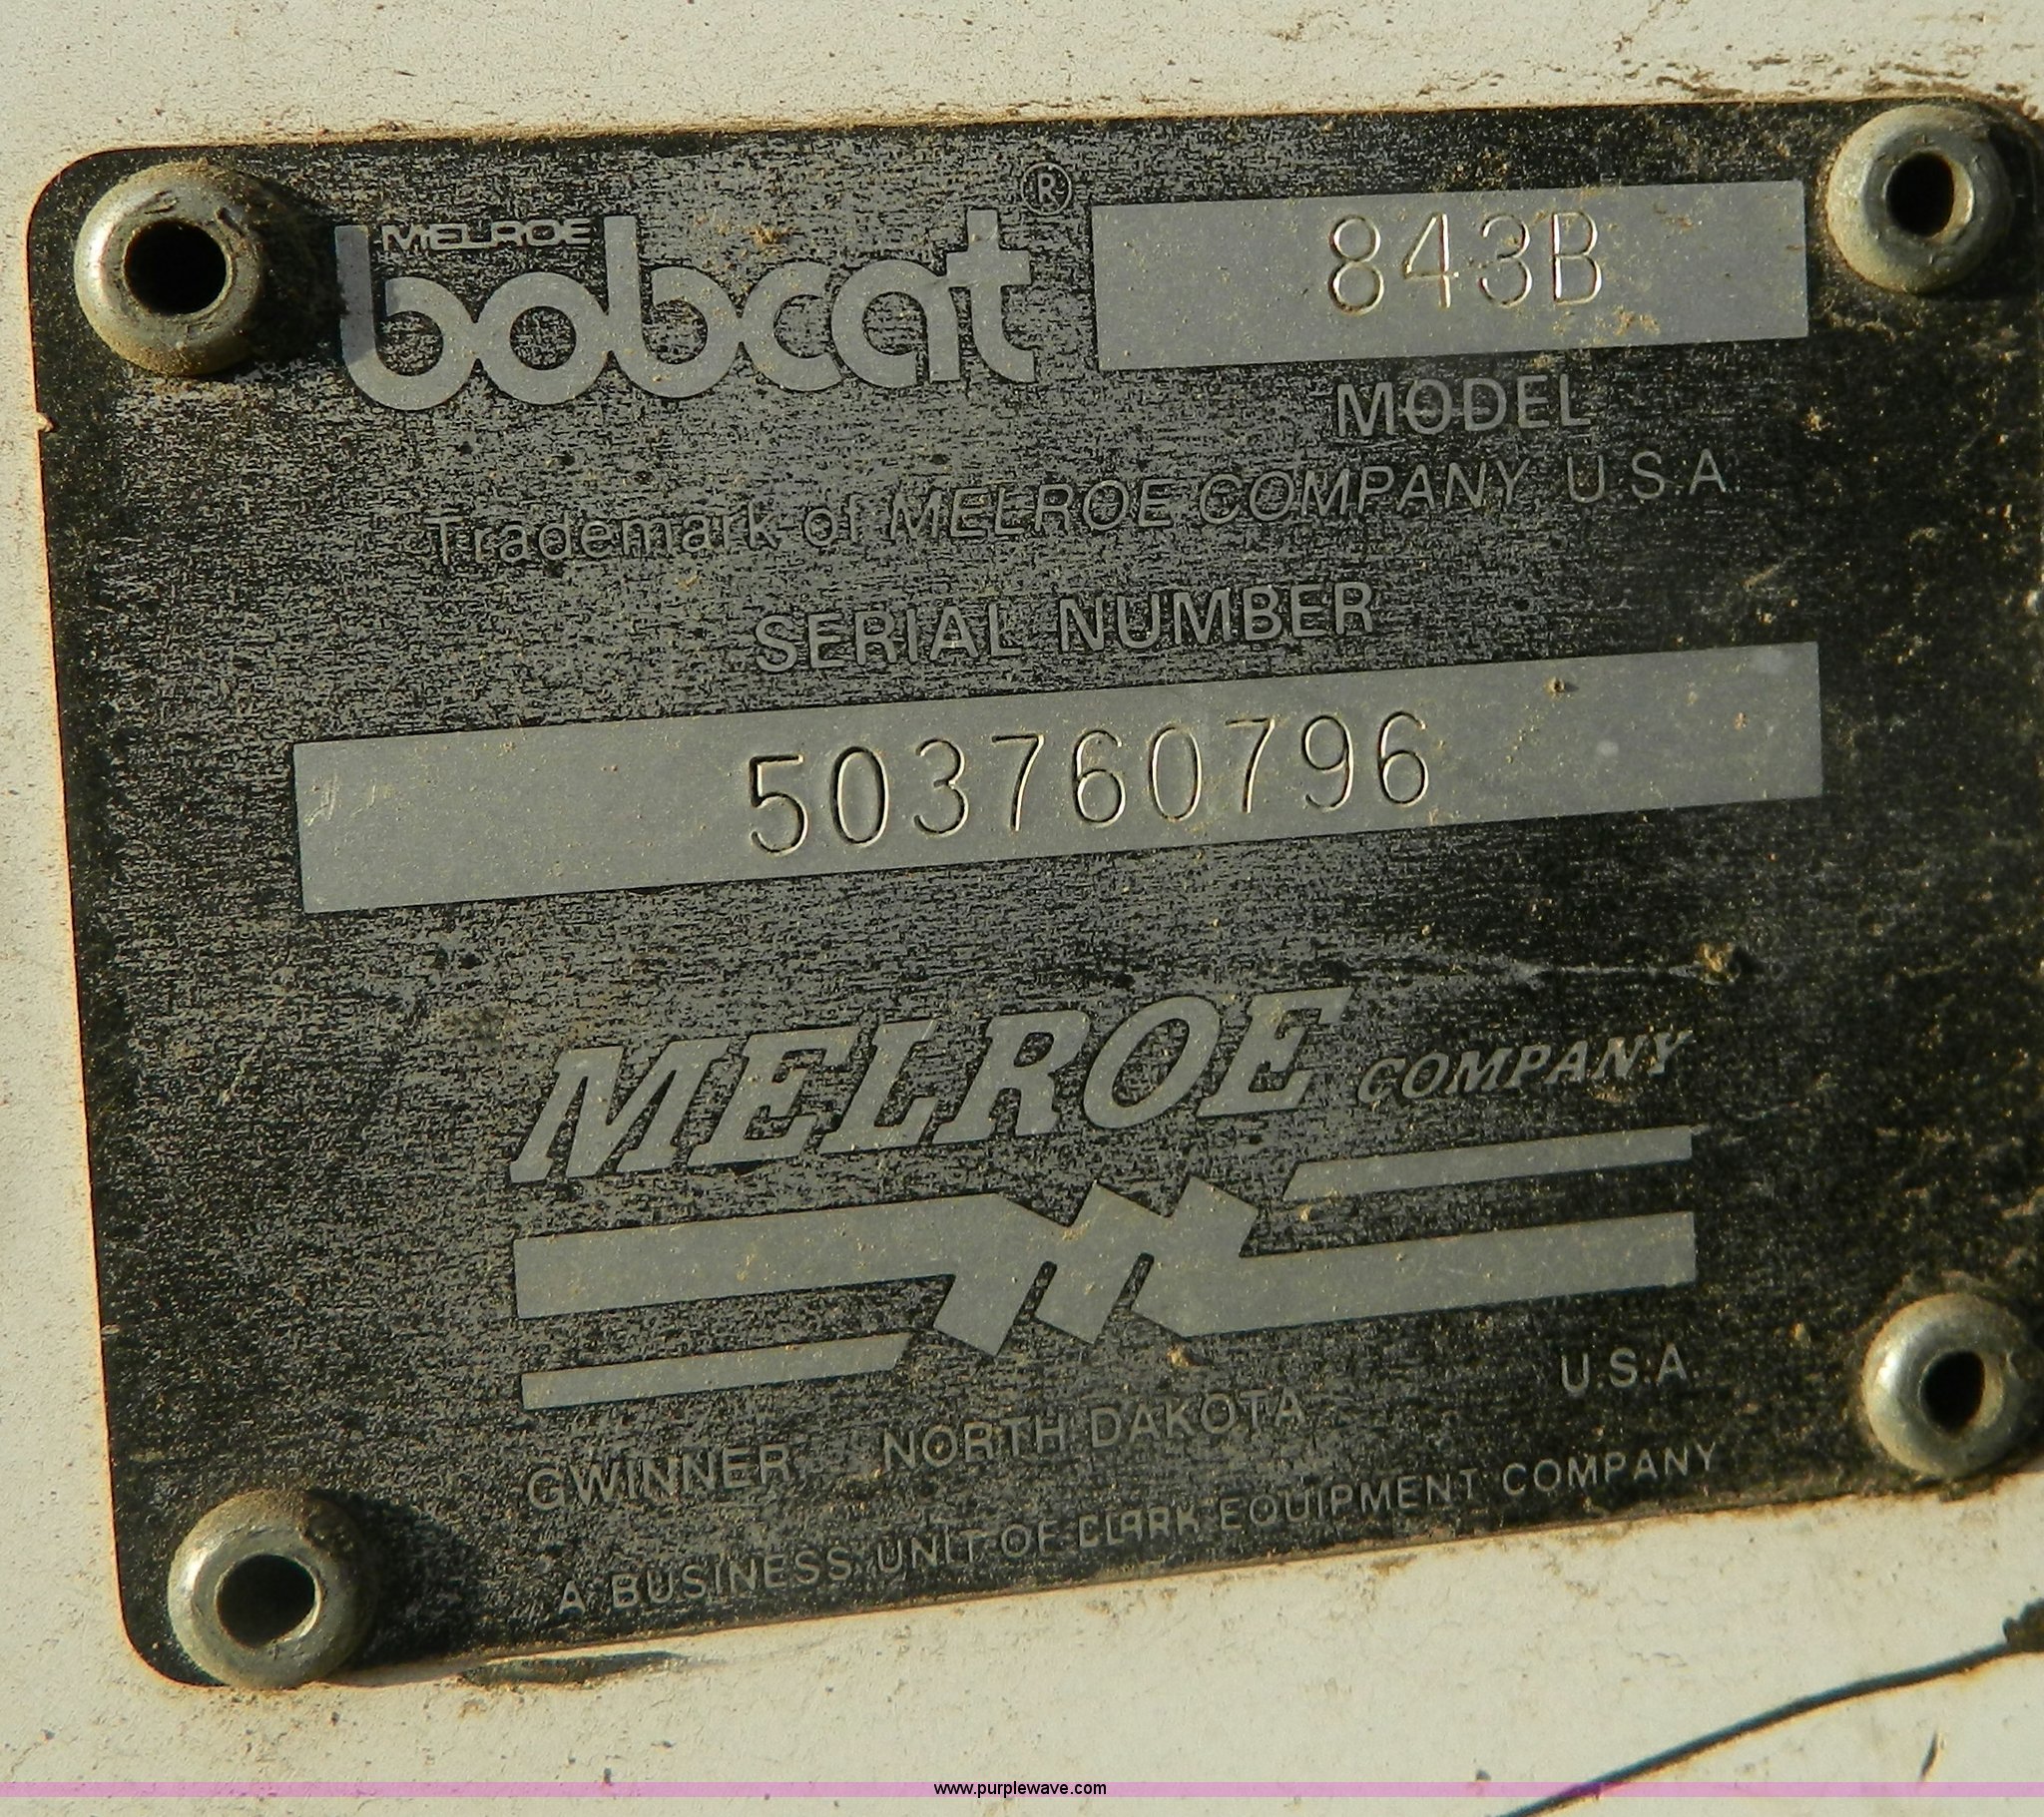 MELROE
bobcat® 843B
MODEL
Trademark of MELROE COMPANY, U.S.A
SERIAL NUMBER
503760796
MELROE COMPANY
GWINNER NORTH DAKOTA U.S.A.
A BUSINESS UNIT OF CLARK EQUIPMENT COMPANY
www.purplewave.com